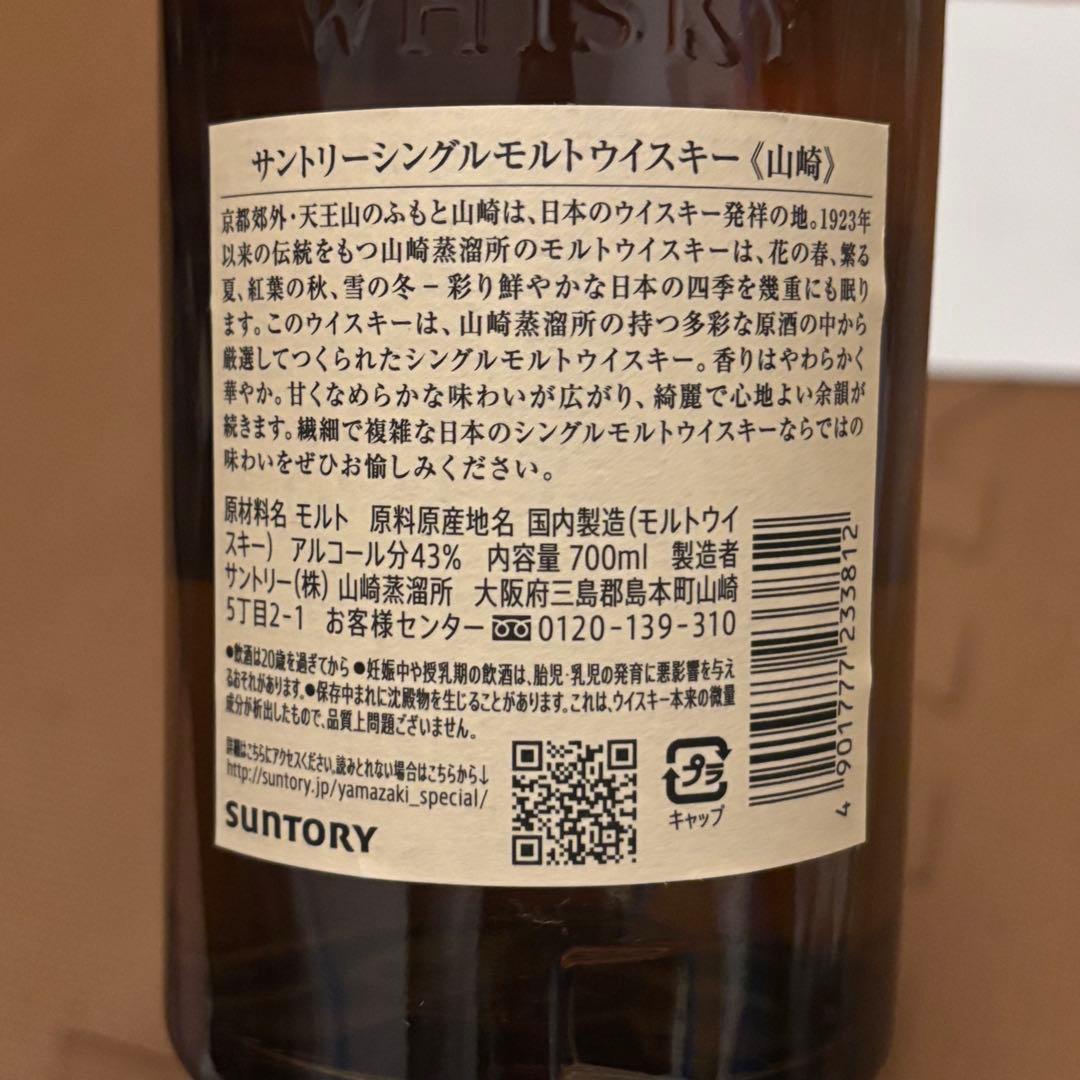 WHISKY
サントリーシングルモルトウイスキー《山崎》
京都郊外・天王山のふもと山崎は、日本のウイスキー発祥の地。1923年
以来の伝統をもつ山崎蒸溜所のモルトウイスキーは、花の春、繁る
夏、紅葉の秋、雪の冬－彩り鮮やかな日本の四季を幾重にも眠り
ます。このウイスキーは、山崎蒸溜所の持つ多彩な原酒の中から
厳選してつくられたシングルモルトウイスキー。香りはやわらかく
華やか。甘くなめらかな味わいが広がり、綺麗で心地よい余韻が
続きます。繊細で複雑な日本のシングルモルトウイスキーならではの
味わいをぜひお愉しみください。
原材料名 モルト 原料原産地名 国内製造(モルトウイ
スキー) アルコール分43% 内容量 700ml 製造者
サントリー(株) 山崎蒸溜所 大阪府三島郡島本町山崎
5丁目2-1 お客様センター 0120-139-310
●飲酒は20歳を過ぎてから ●妊娠中や授乳期の飲酒は、胎児・乳児の発育に悪影響を与え
るおそれがあります。●保存中まれに沈殿物を生じることがあります。これは、ウイスキー本来の微量
成分が析出したもので、品質上問題ございません。
詳細はこちらにアクセスください。読みとれない場合はこちらから↓
http://suntory.jp/yamazaki_special/
SUNTORY
プラ
キャップ
4 901777 233812